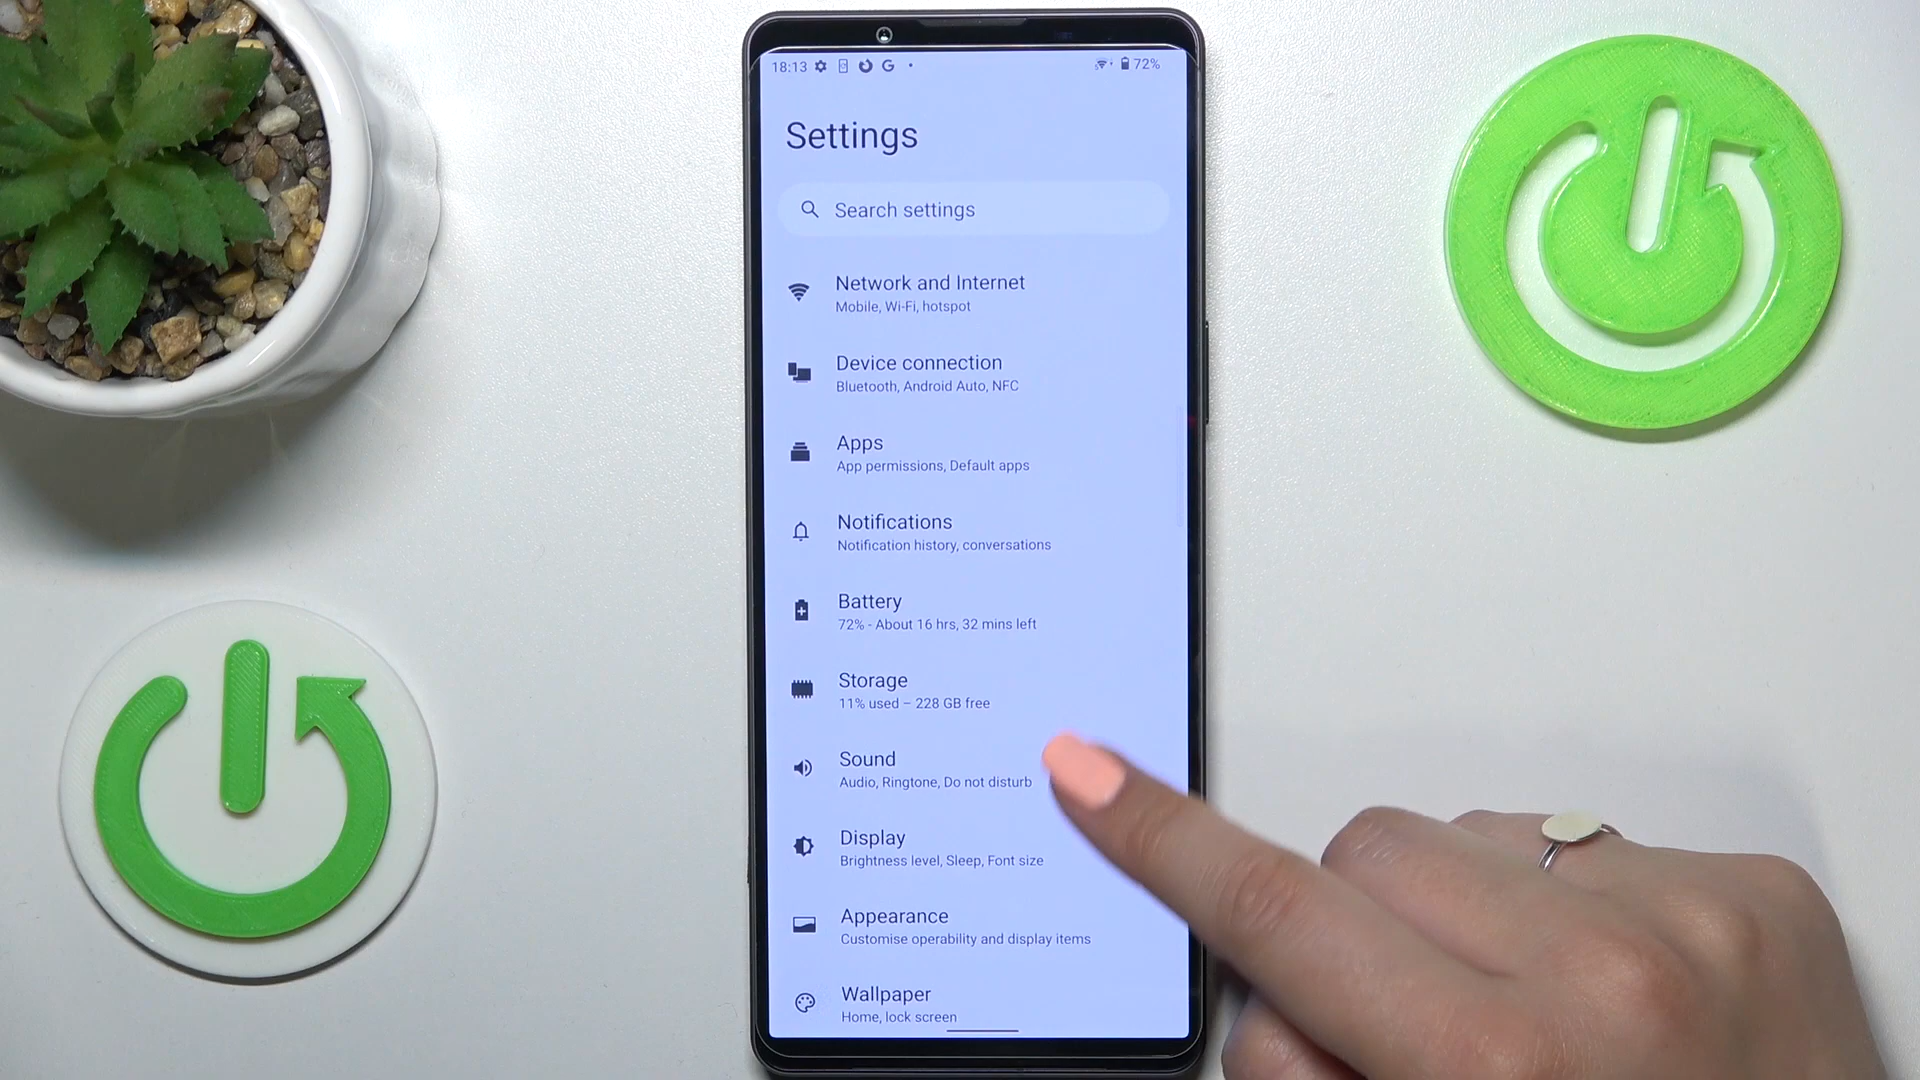 18:13 G 72%
Settings
Search settings
Network and Internet
Mobile, Wi-Fi, hotspot
Device connection
Bluetooth, Android Auto, NFC
Apps
App permissions, Default apps
Notifications
Notification history, conversations
Battery
72% - About 16 hrs, 32 mins left
Storage
11% used – 228 GB free
Sound
Audio, Ringtone, Do not disturb
Display
Brightness level, Sleep, Font size
Appearance
Customise operability and display items
Wallpaper
Home, lock screen